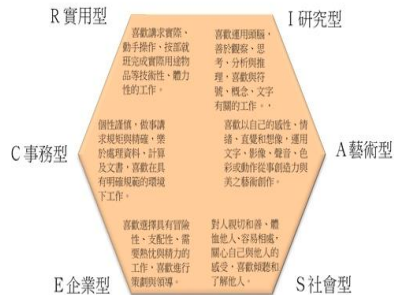 R 實用型
I 研究型
喜歡講求實際、
動手操作、按部就
班完成實際用途物
品等技術性、體力
性的工作。
喜歡運用頭腦，
善於觀察、思
考、分析與推
理，喜歡與符
號、概念、文字
有關的工作。，
C 事務型
個性謹慎，做事講
求規矩與精確，樂
於處理資料、計算
及文書，喜歡在具
有明確規範的環境
下工作。
喜歡以自己的感性、情
緒、直覺和想像，運用
文字、影像、聲音、色
彩或動作從事創造力與
美之藝術創作。
A 藝術型
喜歡選擇具有冒險
性、支配性、需
要熱忱與精力的
工作，喜歡進行
策劃與領導。
對人親切和善、體
恤他人、容易相處，
關心自己與他人的
感受，喜歡傾聽和
了解他人。
E 企業型
S 社會型